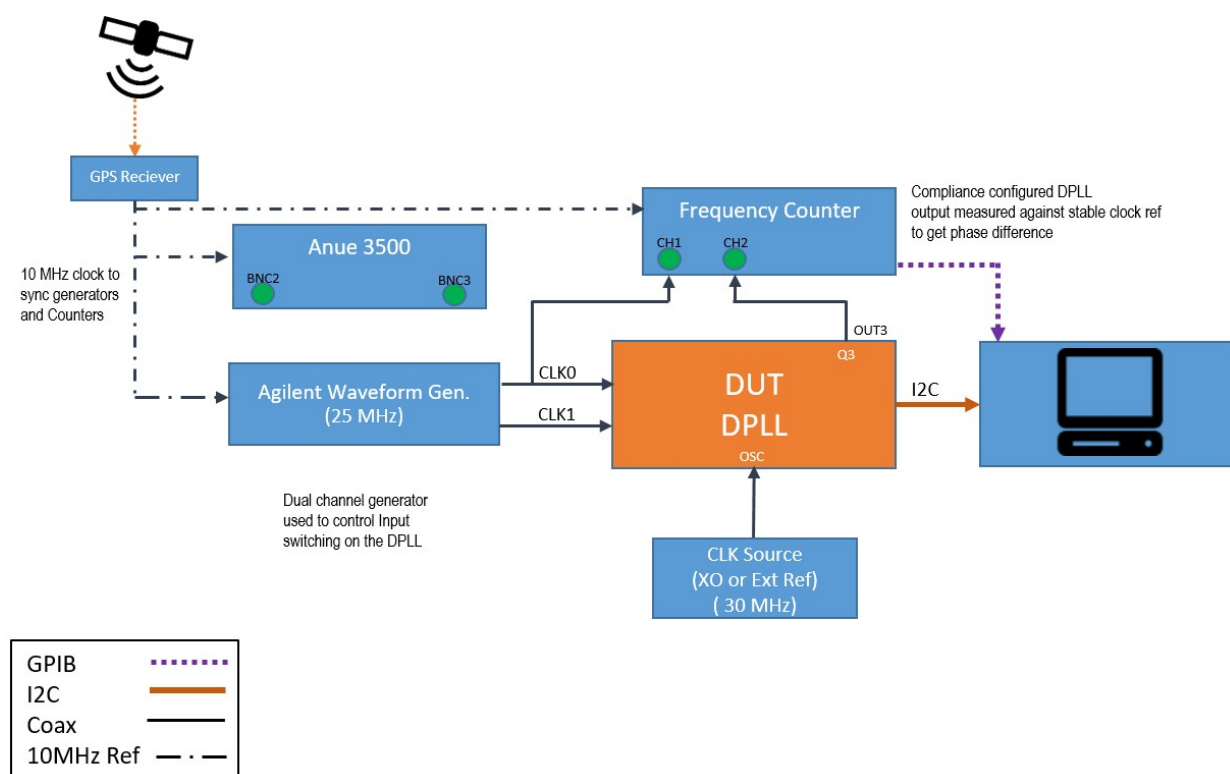 GPS Reciever
10 MHz clock to
sync generators
and Counters
Anue 3500
BNC2
BNC3
Frequency Counter
CH1
CH2
Compliance configured DPLL
output measured against stable clock ref
to get phase difference
Agilent Waveform Gen.
(25 MHz)
CLK0
CLK1
OUT3
Q3
DUT
DPLL
OSC
I2C
Dual channel generator
used to control Input
switching on the DPLL
CLK Source
(XO or Ext Ref)
( 30 MHz)
GPIB
I2C
Coax
10MHz Ref